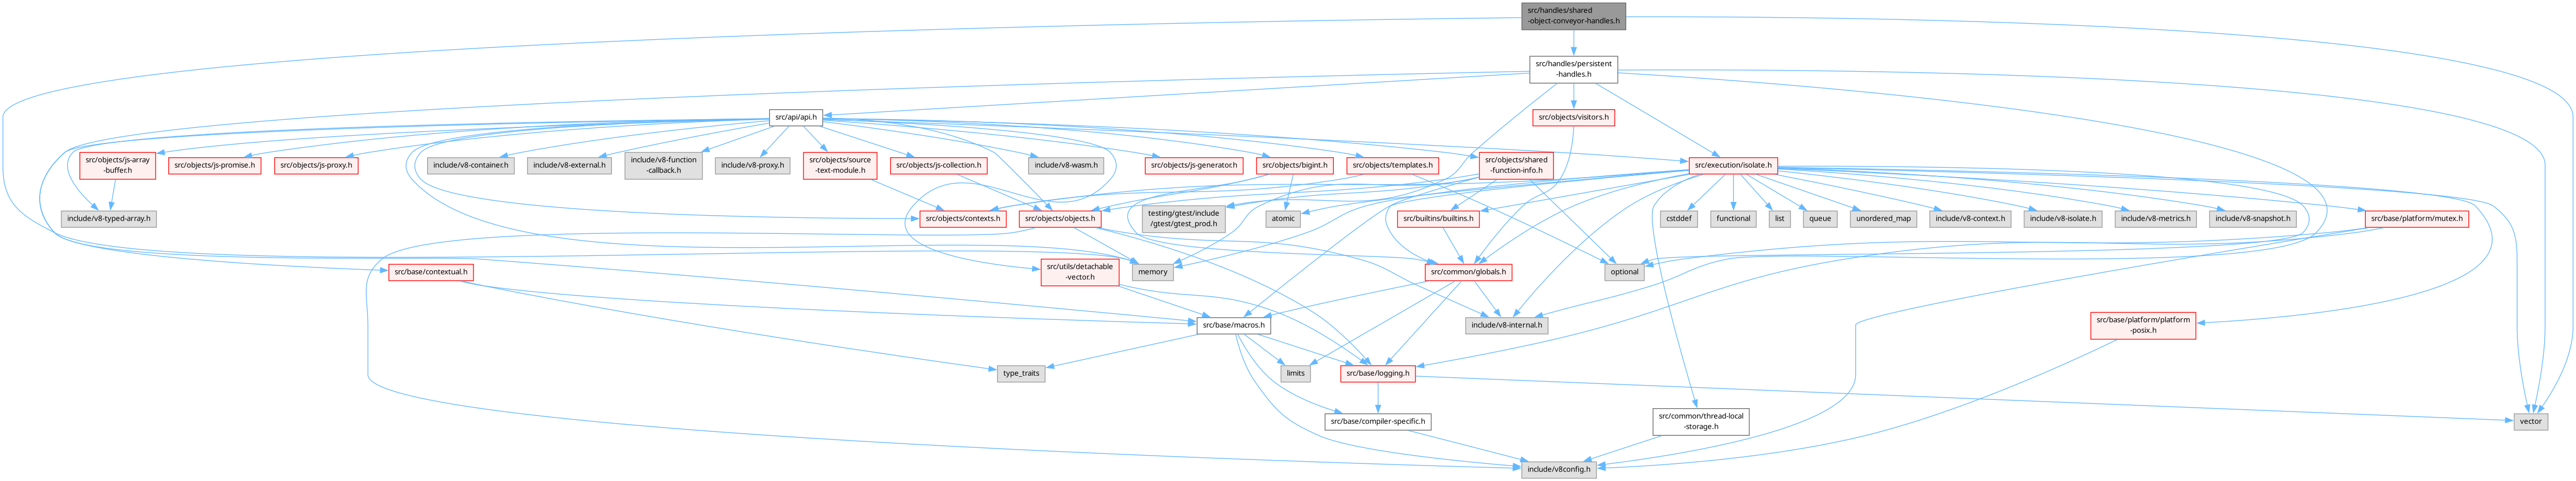 src/handles/shared
-object-conveyor-handles.h
src/handles/persistent
-handles.h
src/api/api.h
src/objects/visitors.h
src/objects/js-array
-buffer.h
src/objects/js-promise.h
src/objects/js-proxy.h
include/v8-container.h
include/v8-external.h
include/v8-function
-callback.h
include/v8-proxy.h
src/objects/source
-text-module.h
src/objects/js-collection.h
include/v8-wasm.h
src/objects/js-generator.h
src/objects/bigint.h
src/objects/templates.h
src/objects/shared
-function-info.h
src/execution/isolate.h
include/v8-typed-array.h
src/objects/contexts.h
src/objects/objects.h
testing/gtest/include
/gtest/gtest_prod.h
atomic
src/builtins/builtins.h
cstddef
functional
list
queue
unordered_map
include/v8-context.h
include/v8-isolate.h
include/v8-metrics.h
include/v8-snapshot.h
src/base/platform/mutex.h
src/base/contextual.h
src/utils/detachable
-vector.h
memory
src/common/globals.h
optional
src/base/macros.h
include/v8-internal.h
src/base/platform/platform
-posix.h
type_traits
limits
src/base/logging.h
src/base/compiler-specific.h
src/common/thread-local
-storage.h
vector
include/v8config.h